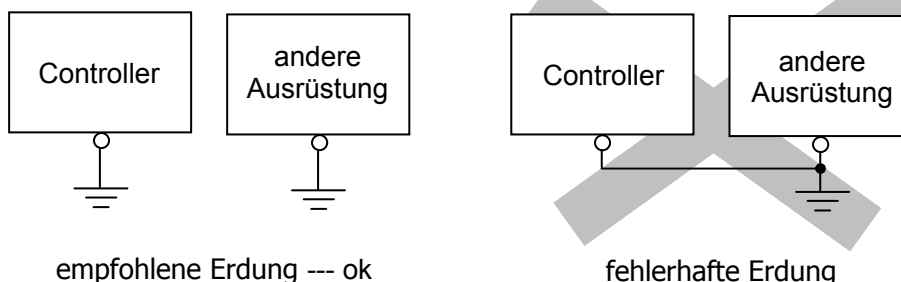 Controller
andere
Ausrüstung
Controller
andere
Ausrüstung
empfohlene Erdung --- ok
fehlerhafte Erdung